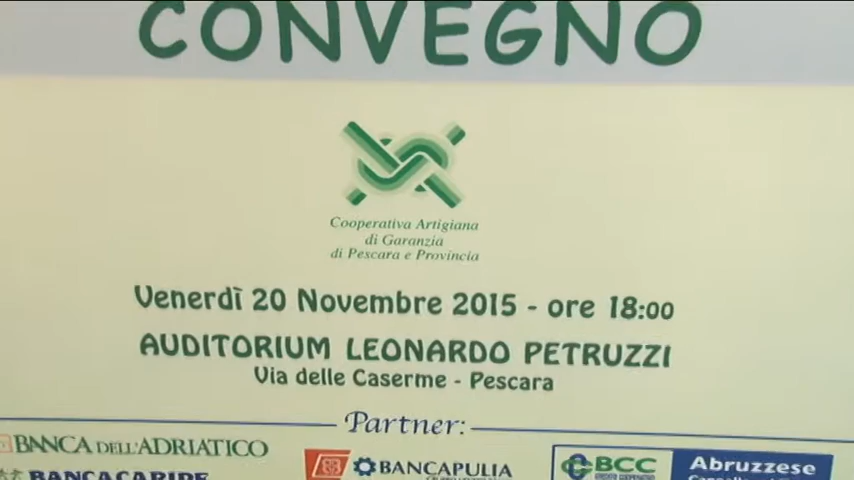 CONVEGNO
Cooperativa Artigiana
di Garanzia
di Pescara e Provincia
Venerdì 20 Novembre 2015 - ore 18:00
AUDITORIUM LEONARDO PETRUZZI
Via delle Caserme - Pescara
Partner:
BANCA DELL'ADRIATICO
BANCAPULIA
BCC
Abruzzese
BANCACARIPE